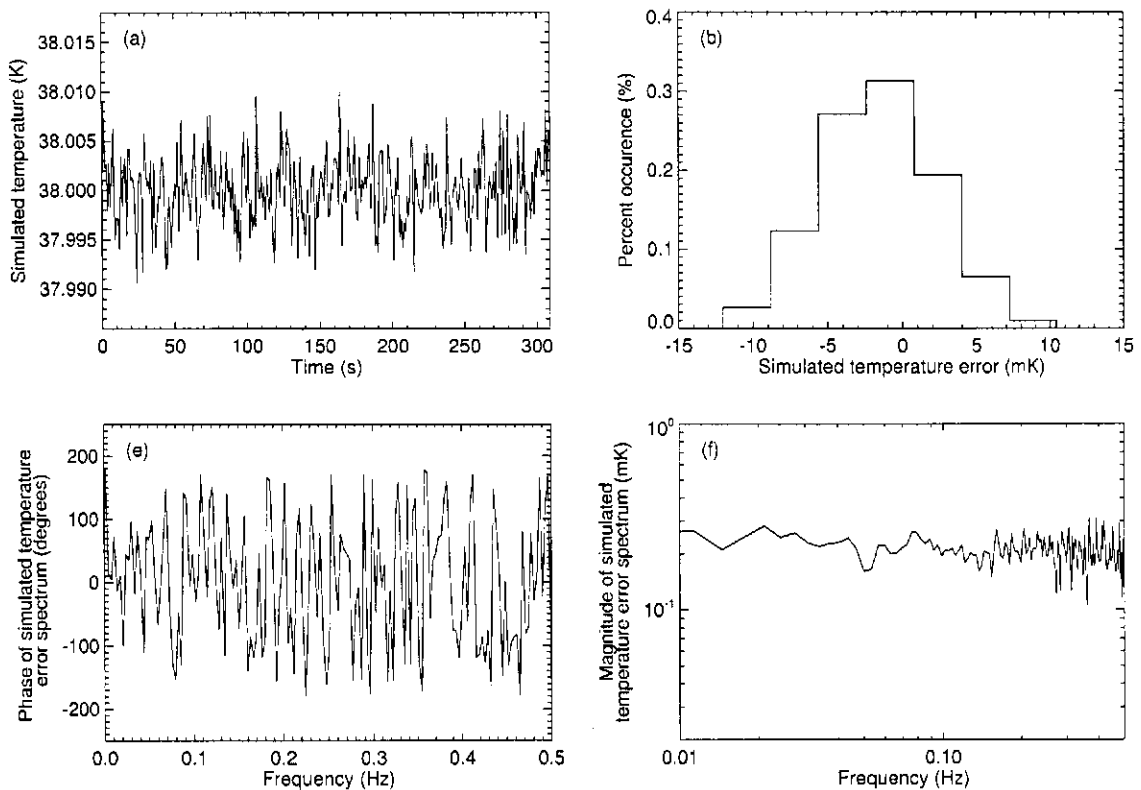 (a)
38.015
38.010
38.005
38.000
37.995
37.990
Simulated temperature (K)
0 50 100 150 200 250 300
Time (s)
(b)
0.4
0.3
0.2
0.1
0.0
Percent occurence (%)
-15 -10 -5 0 5 10 15
Simulated temperature error (mK)
(e)
200
100
0
-100
-200
Phase of simulated temperature
error spectrum (degrees)
0.0 0.1 0.2 0.3 0.4 0.5
Frequency (Hz)
(f)
10⁰
10⁻¹
Magnitude of simulated
temperature error spectrum (mK)
0.01 0.10
Frequency (Hz)